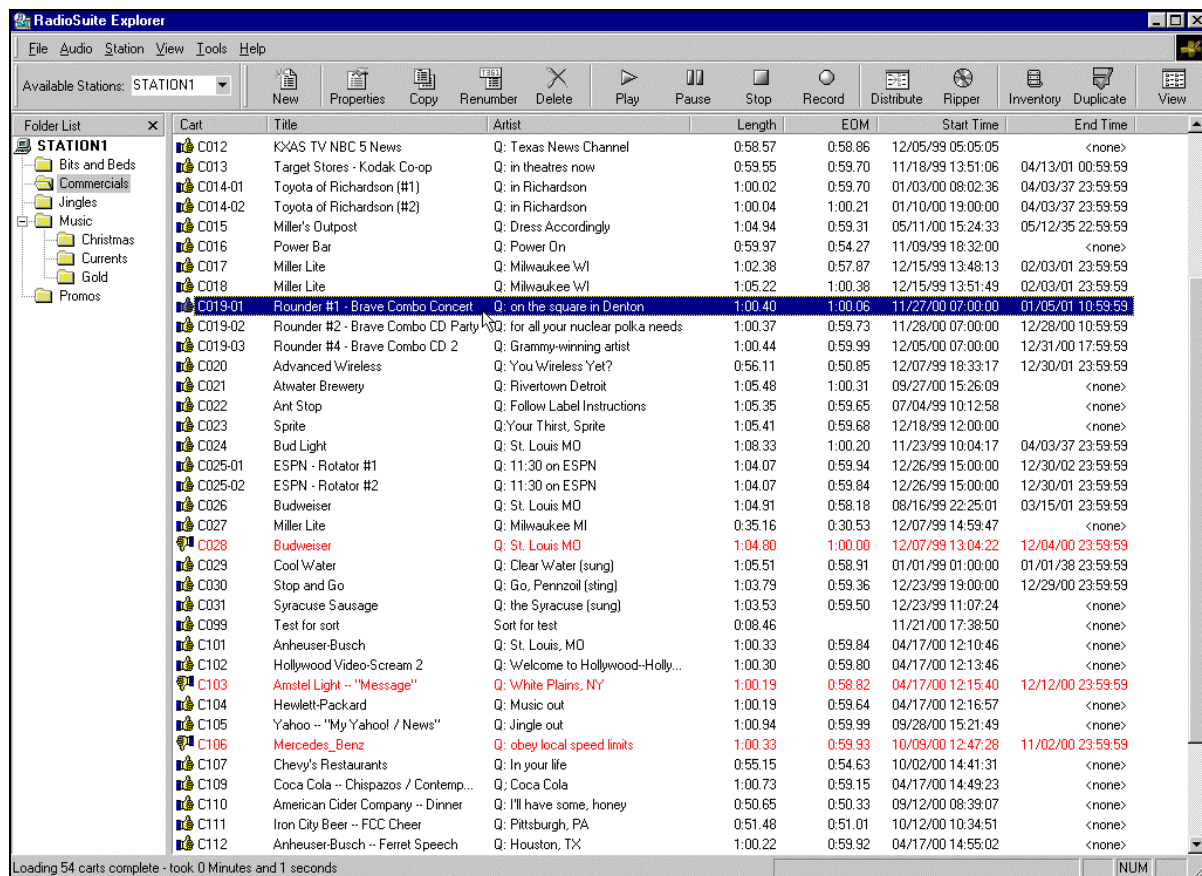 RadioSuite Explorer
File Audio Station View Tools Help
Available Stations: STATION1 New Properties Copy Renumber Delete Play Pause Stop Record Distribute Ripper Inventory Duplicate View
Folder List
STATION1
Bits and Beds
Commercials
Jingles
Music
Christmas
Currents
Gold
Promos
Cart Title Artist Length EOM Start Time End Time
C012 KXAS TV NBC 5 News Q: Texas News Channel 0:58.57 0:58.86 12/05/99 05:05:05 <none>
C013 Target Stores - Kodak Co-op Q: in theatres now 0:59.55 0:59.70 11/18/99 13:51:06 04/13/01 00:59:59
C014-01 Toyota of Richardson (#1) Q: in Richardson 1:00.02 0:59.70 01/03/00 08:02:36 04/03/37 23:59:59
C014-02 Toyota of Richardson (#2) Q: in Richardson 1:00.04 1:00.21 01/10/00 19:00:00 04/03/37 23:59:59
C015 Miller's Outpost Q: Dress Accordingly 1:04.94 0:59.31 05/11/00 15:24:33 05/12/35 22:59:59
C016 Power Bar Q: Power On 0:59.97 0:54.27 11/09/99 18:32:00 <none>
C017 Miller Lite Q: Milwaukee WI 1:02.38 0:57.87 12/15/99 13:48:13 02/03/01 23:59:59
C018 Miller Lite Q: Milwaukee WI 1:05.22 1:00.38 12/15/99 13:51:49 02/03/01 23:59:59
C019-01 Rounder #1 - Brave Combo Concert Q: on the square in Denton 1:00.40 1:00.06 11/27/00 07:00:00 01/05/01 10:59:59
C019-02 Rounder #2 - Brave Combo CD Party Q: for all your nuclear polka needs 1:00.37 0:59.73 11/28/00 07:00:00 12/28/00 10:59:59
C019-03 Rounder #4 - Brave Combo CD 2 Q: Grammy-winning artist 1:00.44 0:59.99 12/05/00 07:00:00 12/31/00 17:59:59
C020 Advanced Wireless Q: You Wireless Yet? 0:56.11 0:50.85 12/07/99 18:33:17 12/30/01 23:59:59
C021 Atwater Brewery Q: Rivertown Detroit 1:05.48 1:00.31 09/27/00 15:26:09 <none>
C022 Ant Stop Q: Follow Label Instructions 1:05.35 0:59.65 07/04/99 10:12:58 <none>
C023 Sprite Q:Your Thirst, Sprite 1:05.41 0:59.68 12/18/99 12:00:00 <none>
C024 Bud Light Q: St. Louis MO 1:08.33 1:00.20 11/23/99 10:04:17 04/03/37 23:59:59
C025-01 ESPN - Rotator #1 Q: 11:30 on ESPN 1:04.07 0:59.94 12/26/99 15:00:00 12/30/02 23:59:59
C025-02 ESPN - Rotator #2 Q: 11:30 on ESPN 1:04.07 0:59.84 12/26/99 15:00:00 12/30/01 23:59:59
C026 Budweiser Q: St. Louis MO 1:04.91 0:58.18 08/16/99 22:25:01 03/15/01 23:59:59
C027 Miller Lite Q: Milwaukee MI 0:35.16 0:30.53 12/07/99 14:59:47 <none>
C028 Budweiser Q: St. Louis MO 1:04.80 1:00.00 12/07/99 13:04:22 12/04/00 23:59:59
C029 Cool Water Q: Clear Water (sung) 1:05.51 0:58.91 01/01/99 01:00:00 01/01/38 23:59:59
C030 Stop and Go Q: Go, Pennzoil (sting) 1:03.79 0:59.36 12/23/99 19:00:00 12/29/00 23:59:59
C031 Syracuse Sausage Q: the Syracuse (sung) 1:03.53 0:59.50 12/23/99 11:07:24 <none>
C099 Test for sort Sort for test 0:08.46 11/21/00 17:38:50 <none>
C101 Anheuser-Busch Q: St. Louis, MO 1:00.33 0:59.84 04/17/00 12:10:46 <none>
C102 Hollywood Video-Scream 2 Q: Welcome to Hollywood--Holly... 1:00.30 0:59.80 04/17/00 12:13:46 <none>
C103 Amstel Light -- "Message" Q: White Plains, NY 1:00.19 0:58.82 04/17/00 12:15:40 12/12/00 23:59:59
C104 Hewlett-Packard Q: Music out 1:00.19 0:59.64 04/17/00 12:16:57 <none>
C105 Yahoo -- "My Yahoo! / News" Q: Jingle out 1:00.94 0:59.99 09/28/00 15:21:49 <none>
C106 Mercedes_Benz Q: obey local speed limits 1:00.33 0:59.93 10/09/00 12:47:28 11/02/00 23:59:59
C107 Chevy's Restaurants Q: In your life 0:55.15 0:54.63 10/02/00 14:41:31 <none>
C109 Coca Cola -- Chispazos / Contemp... Q; Coca Cola 1:00.73 0:59.15 04/17/00 14:49:23 <none>
C110 American Cider Company -- Dinner Q: I'll have some, honey 0:50.65 0:50.33 09/12/00 08:39:07 <none>
C111 Iron City Beer -- FCC Cheer Q: Pittsburgh, PA 0:51.48 0:51.01 10/12/00 10:34:51 <none>
C112 Anheuser-Busch -- Ferret Speech Q: Houston, TX 1:00.22 0:59.92 04/17/00 14:55:02 <none>
Loading 54 carts complete - took 0 Minutes and 1 seconds NUM